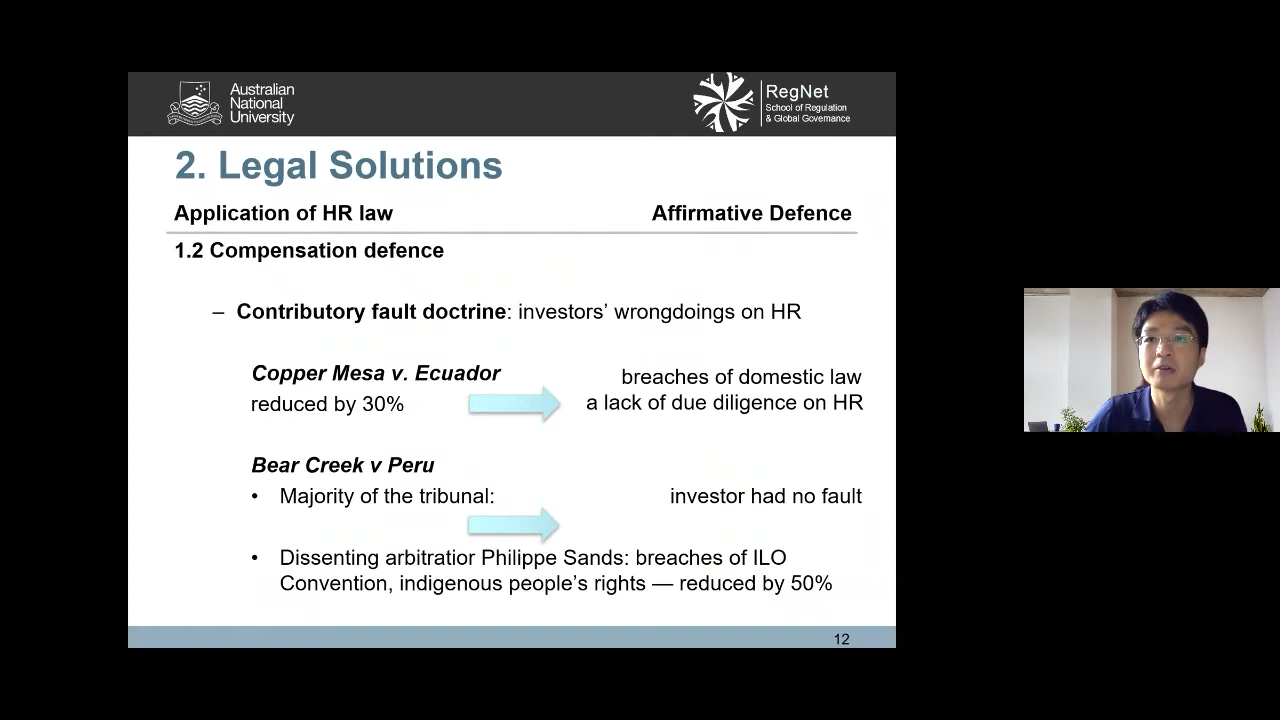 Australian
National
University
RegNet
School of Regulation
& Global Governance
2. Legal Solutions
Application of HR law Affirmative Defence
1.2 Compensation defence
– Contributory fault doctrine: investors’ wrongdoings on HR
Copper Mesa v. Ecuador
reduced by 30%
breaches of domestic law
a lack of due diligence on HR
Bear Creek v Peru
• Majority of the tribunal: investor had no fault
• Dissenting arbitratior Philippe Sands: breaches of ILO
Convention, indigenous people’s rights — reduced by 50%
12